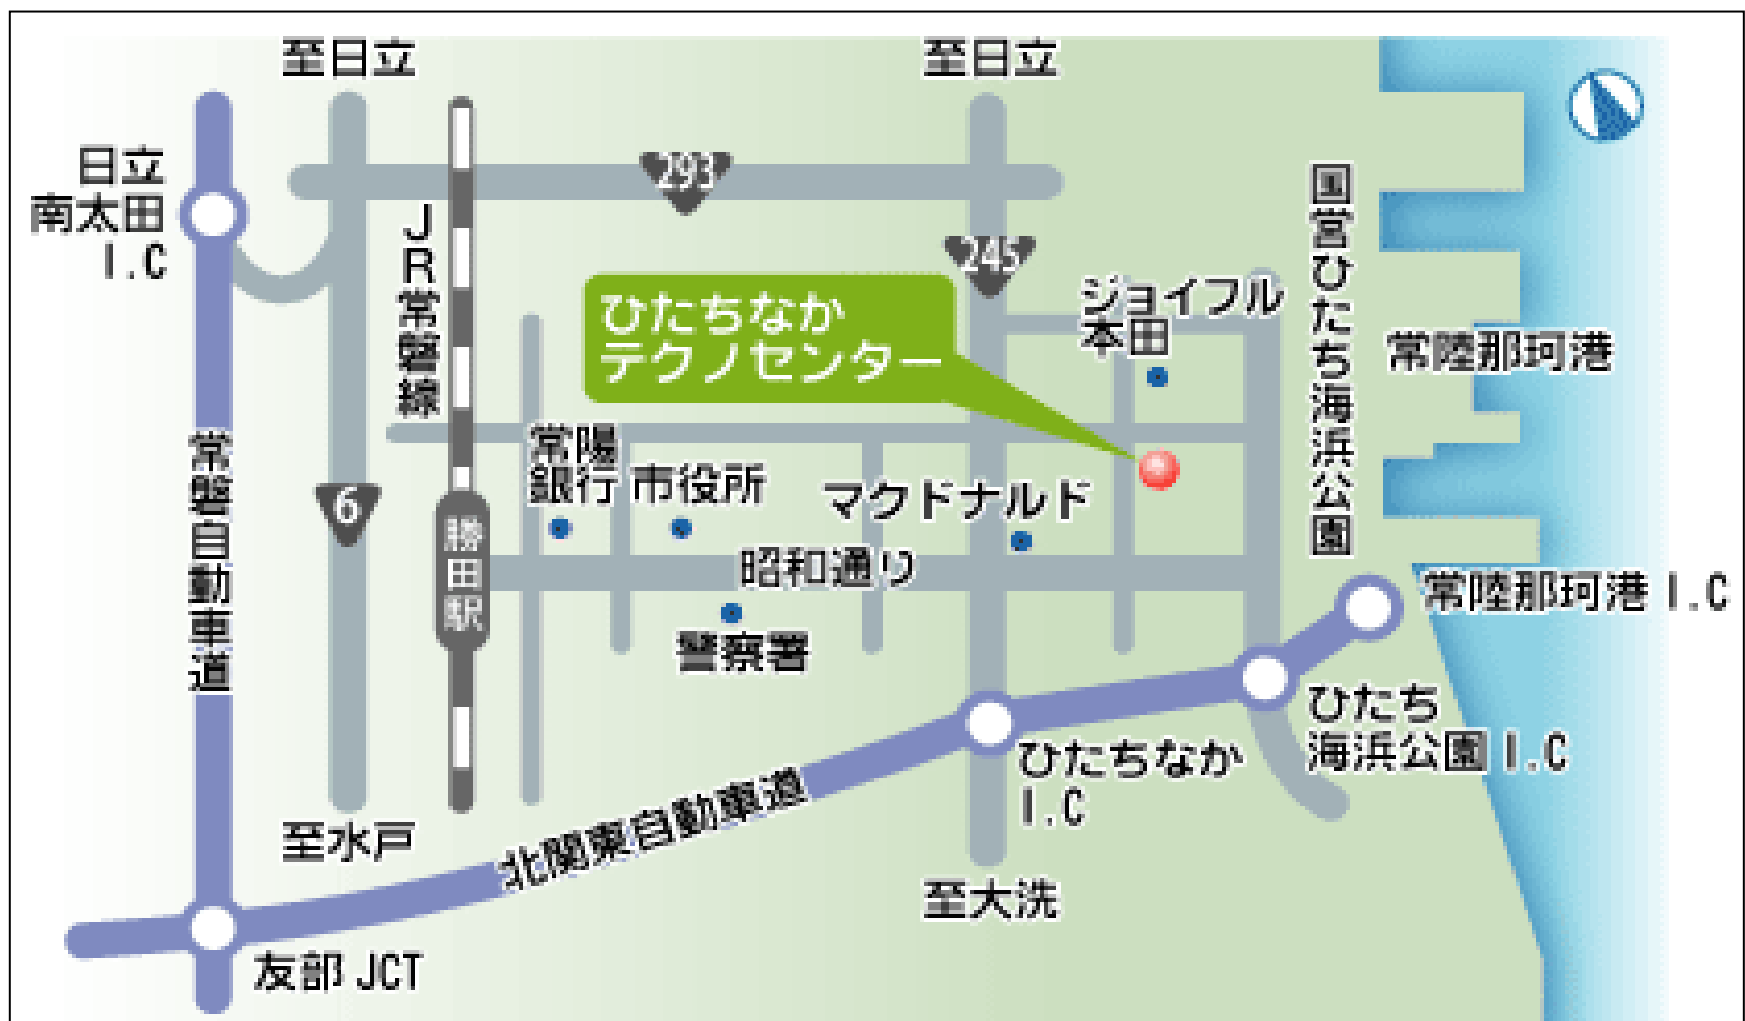 至日立
至日立
日立
南太田
I.C
293
JR常磐線
245
国営ひたち海浜公園
ひたちなか
テクノセンター
ジョイフル
本田
常陸那珂港
常磐自動車道
6
常陽
銀行
市役所
マクドナルド
勝田駅
昭和通り
警察署
常陸那珂港 I.C
ひたち
海浜公園 I.C
ひたちなか
I.C
北関東自動車道
至水戸
至大洗
友部 JCT